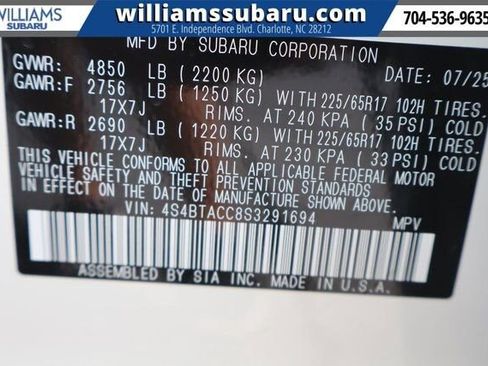 WILLIAMS
SUBARU
williamssubaru.com
5701 E. Independence Blvd. Charlotte, NC 28212
704-536-9635
MFD BY SUBARU CORPORATION
GVWR: 4850 LB (2200 KG) DATE: 07/25
GAWR:F 2756 LB (1250 KG) WITH 225/65R17 102H TIRES.
17X7J RIMS. AT 240 KPA (35 PSI) COLD
GAWR:R 2690 LB (1220 KG) WITH 225/65R17 102H TIRES.
17X7J RIMS. AT 230 KPA (33 PSI) COLD
THIS VEHICLE CONFORMS TO ALL APPLICABLE FEDERAL MOTOR
VEHICLE SAFETY AND THEFT PREVENTION STANDARDS
IN EFFECT ON THE DATE OF MANUFACTURE SHOWN ABOVE.
VIN: 4S4BTACC8S3291694 MPV
ASSEMBLED BY SIA INC. MADE IN U.S.A.